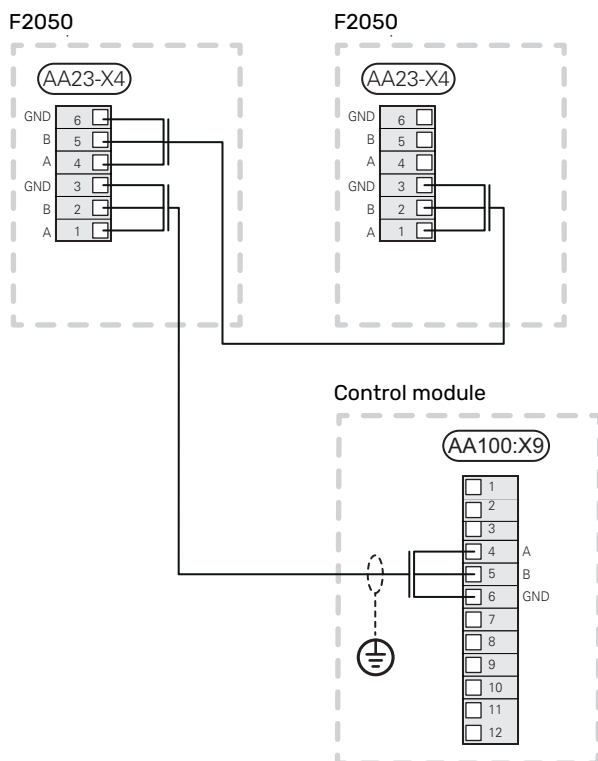 F2050
F2050
AA23-X4
GND 6
B 5
A 4
GND 3
B 2
A 1
AA23-X4
GND 6
B 5
A 4
GND 3
B 2
A 1
Control module
AA100:X9
1
2
3
4 A
5 B
6 GND
7
8
9
10
11
12